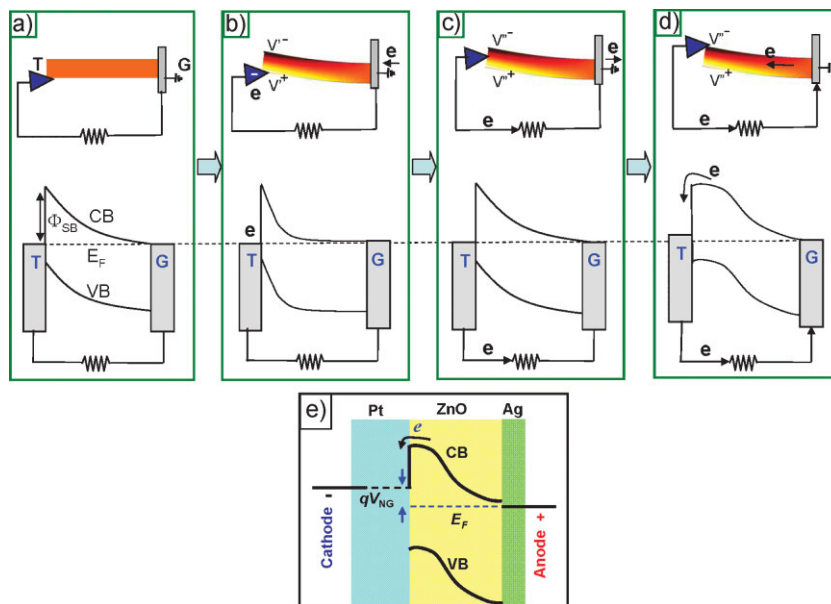 a)
T
G
Φ_SB
CB
E_F
T
G
VB
b)
V'⁻
e
-
e
V'⁺
e
T
G
c)
V''⁻
e
V''⁺
e
T
G
e
d)
V''⁻
e
V''⁺
e
e
T
G
e
e)
Pt ZnO Ag
e
CB
Cathode -
qV_NG
E_F
Anode +
VB